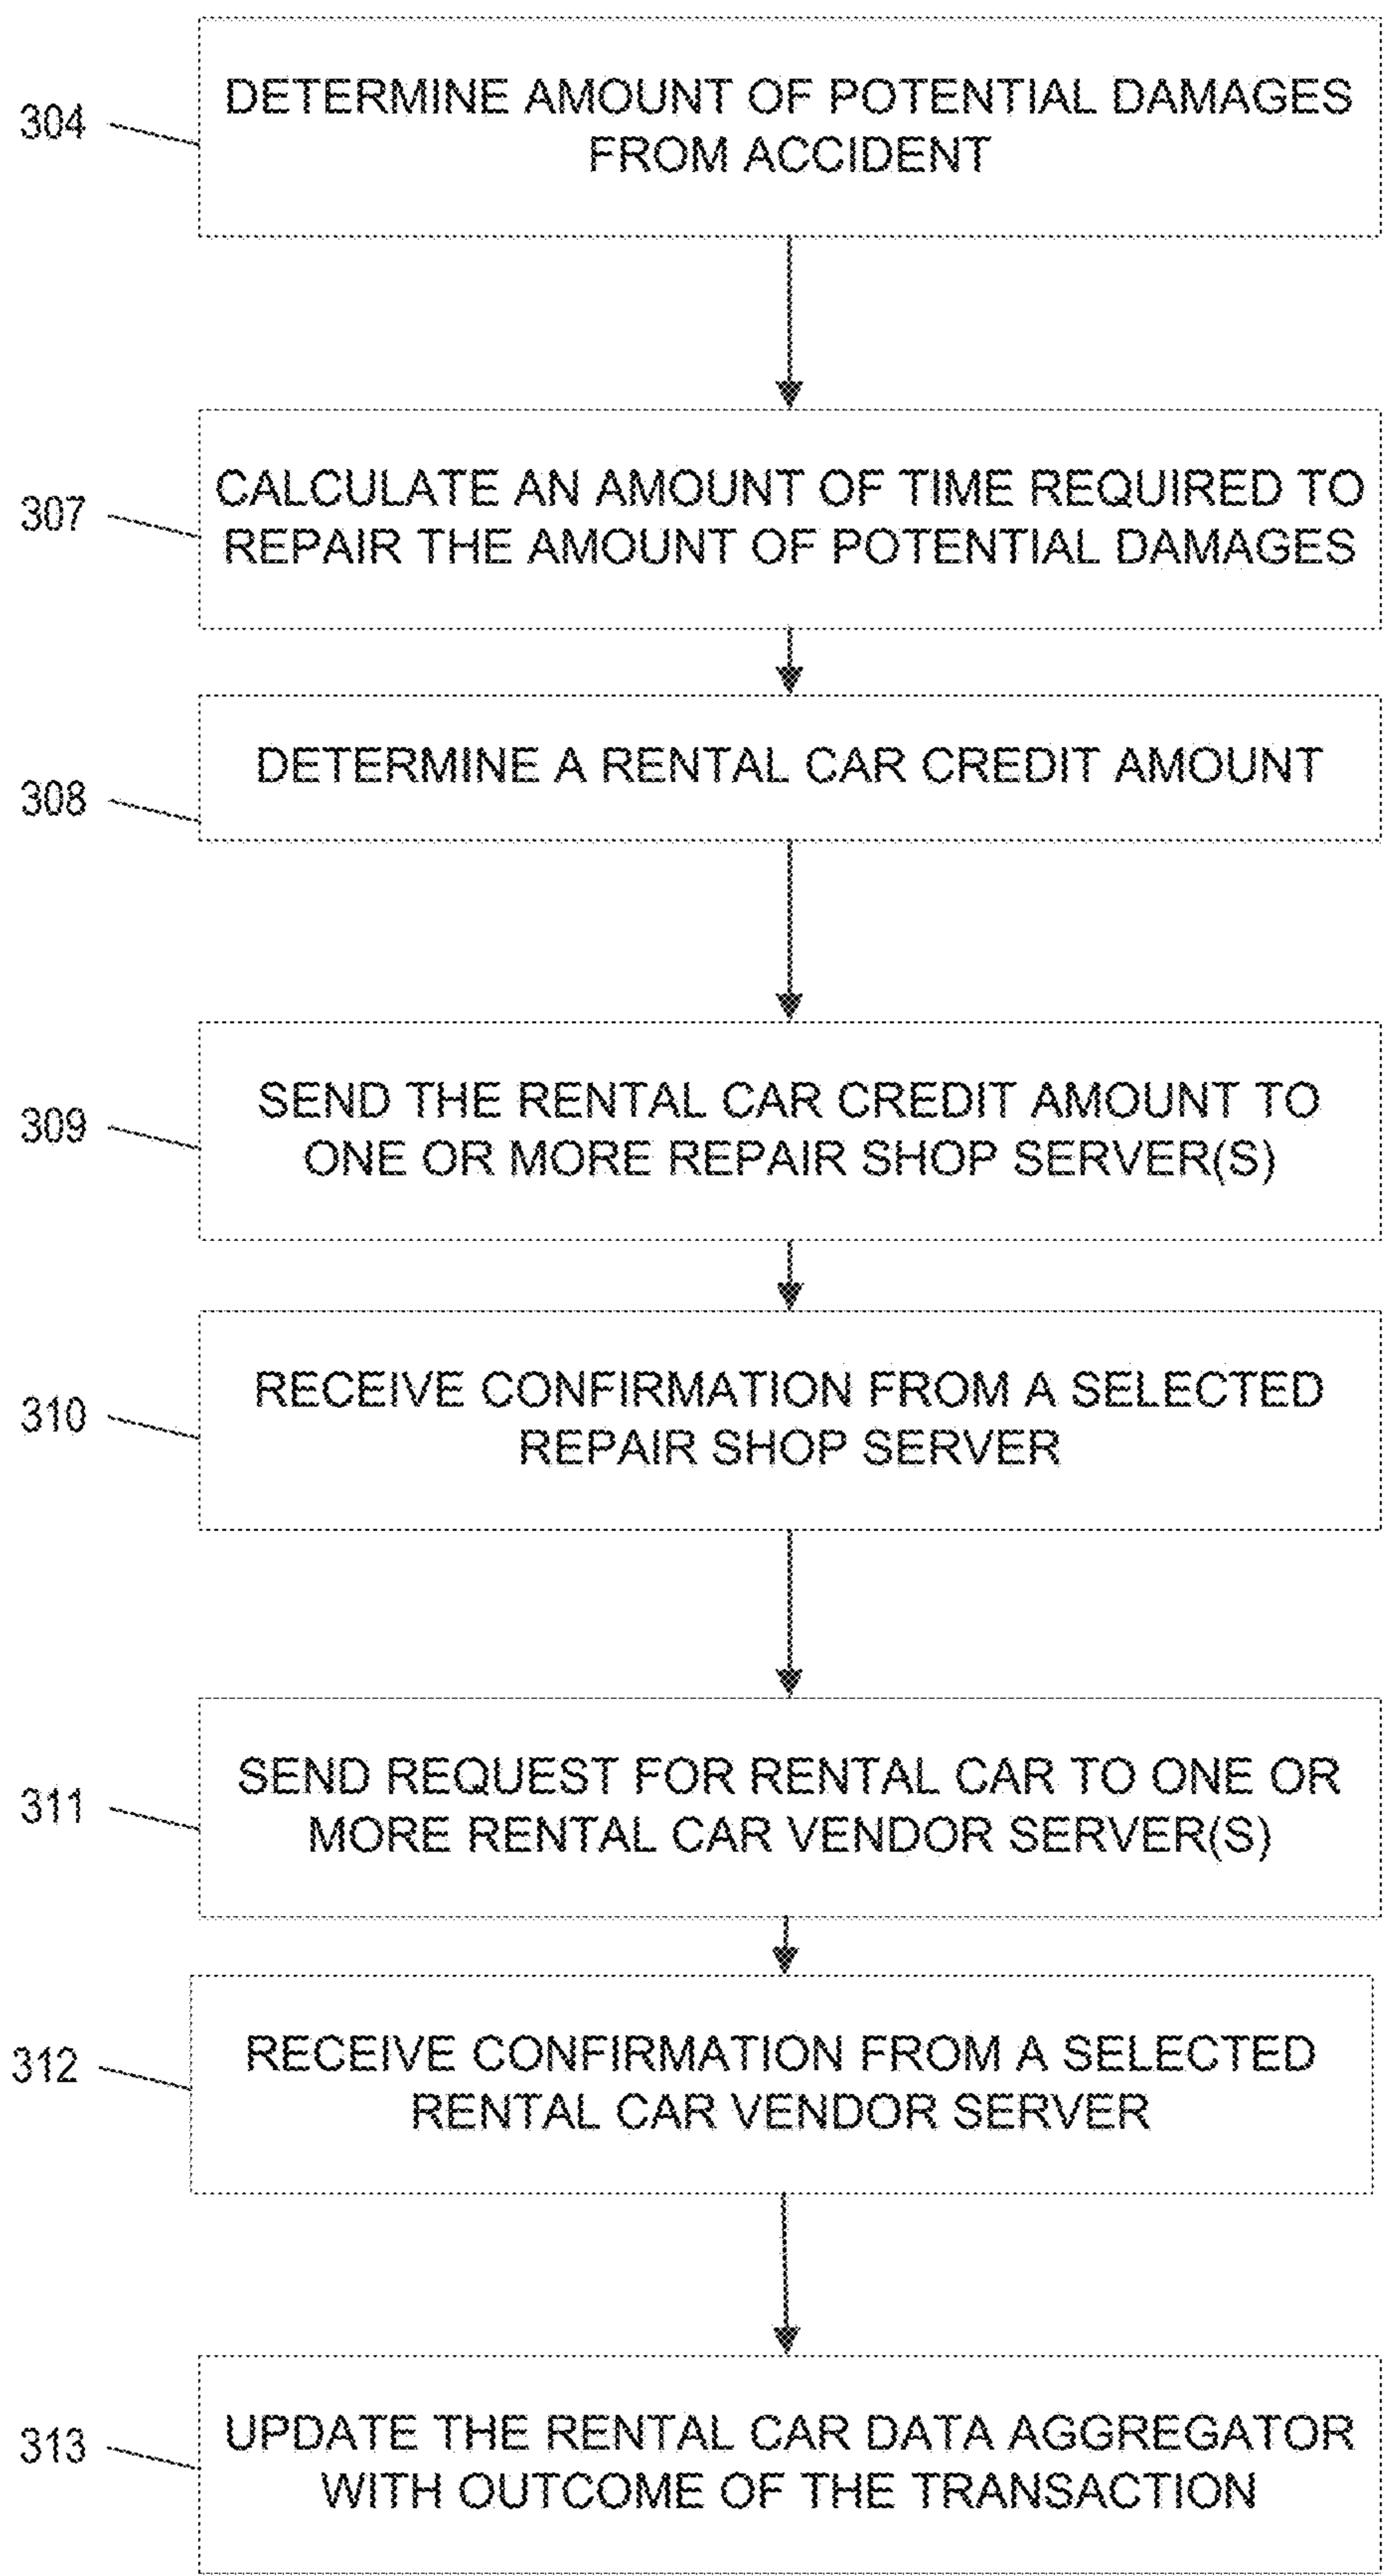 304
DETERMINE AMOUNT OF POTENTIAL DAMAGES
FROM ACCIDENT
307
CALCULATE AN AMOUNT OF TIME REQUIRED TO
REPAIR THE AMOUNT OF POTENTIAL DAMAGES
308
DETERMINE A RENTAL CAR CREDIT AMOUNT
309
SEND THE RENTAL CAR CREDIT AMOUNT TO
ONE OR MORE REPAIR SHOP SERVER(S)
310
RECEIVE CONFIRMATION FROM A SELECTED
REPAIR SHOP SERVER
311
SEND REQUEST FOR RENTAL CAR TO ONE OR
MORE RENTAL CAR VENDOR SERVER(S)
312
RECEIVE CONFIRMATION FROM A SELECTED
RENTAL CAR VENDOR SERVER
313
UPDATE THE RENTAL CAR DATA AGGREGATOR
WITH OUTCOME OF THE TRANSACTION